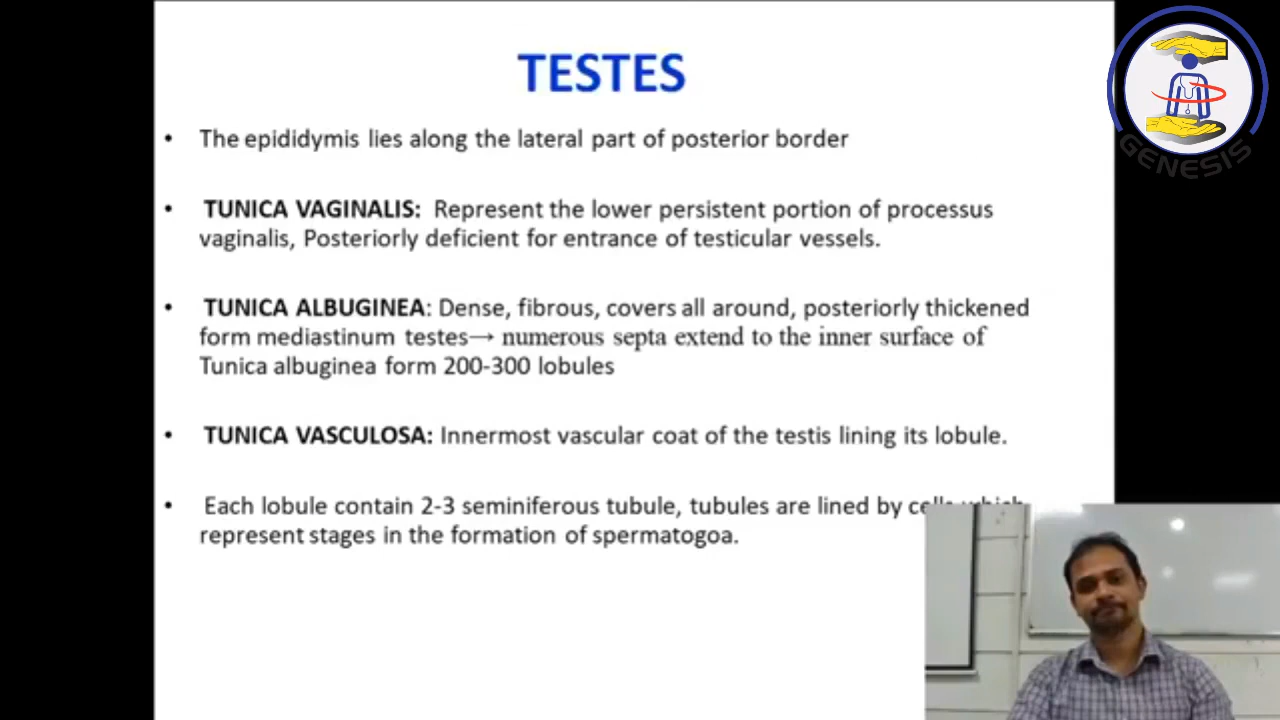 TESTES
GENESIS
• The epididymis lies along the lateral part of posterior border
• TUNICA VAGINALIS: Represent the lower persistent portion of processus
vaginalis, Posteriorly deficient for entrance of testicular vessels.
• TUNICA ALBUGINEA: Dense, fibrous, covers all around, posteriorly thickened
form mediastinum testes→ numerous septa extend to the inner surface of
Tunica albuginea form 200-300 lobules
• TUNICA VASCULOSA: Innermost vascular coat of the testis lining its lobule.
• Each lobule contain 2-3 seminiferous tubule, tubules are lined by cells which
represent stages in the formation of spermatogoa.